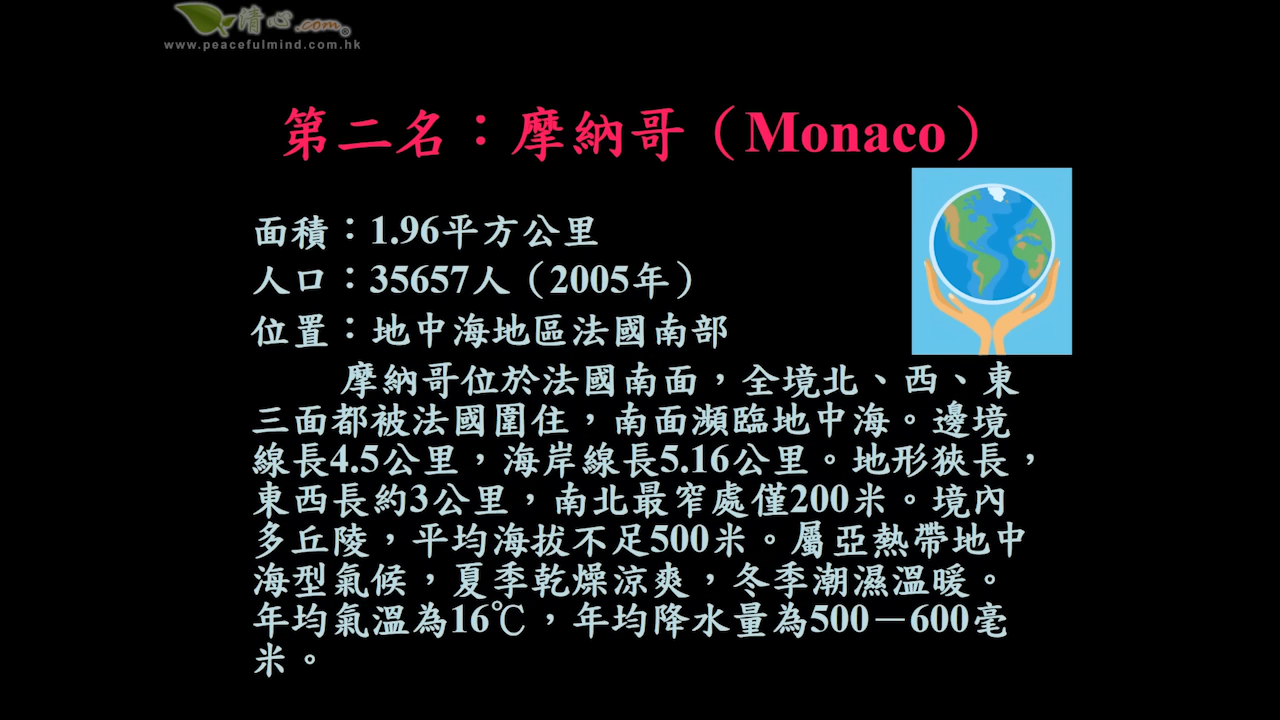 清心.com®
www.peacefulmind.com.hk
第二名：摩納哥（Monaco）
面積：1.96平方公里
人口：35657人（2005年）
位置：地中海地區法國南部
摩納哥位於法國南面，全境北、西、東
三面都被法國圍住，南面瀕臨地中海。邊境
線長4.5公里，海岸線長5.16公里。地形狹長，
東西長約3公里，南北最窄處僅200米。境內
多丘陵，平均海拔不足500米。屬亞熱帶地中
海型氣候，夏季乾燥涼爽，冬季潮濕溫暖。
年均氣溫為16℃，年均降水量為500－600毫
米。